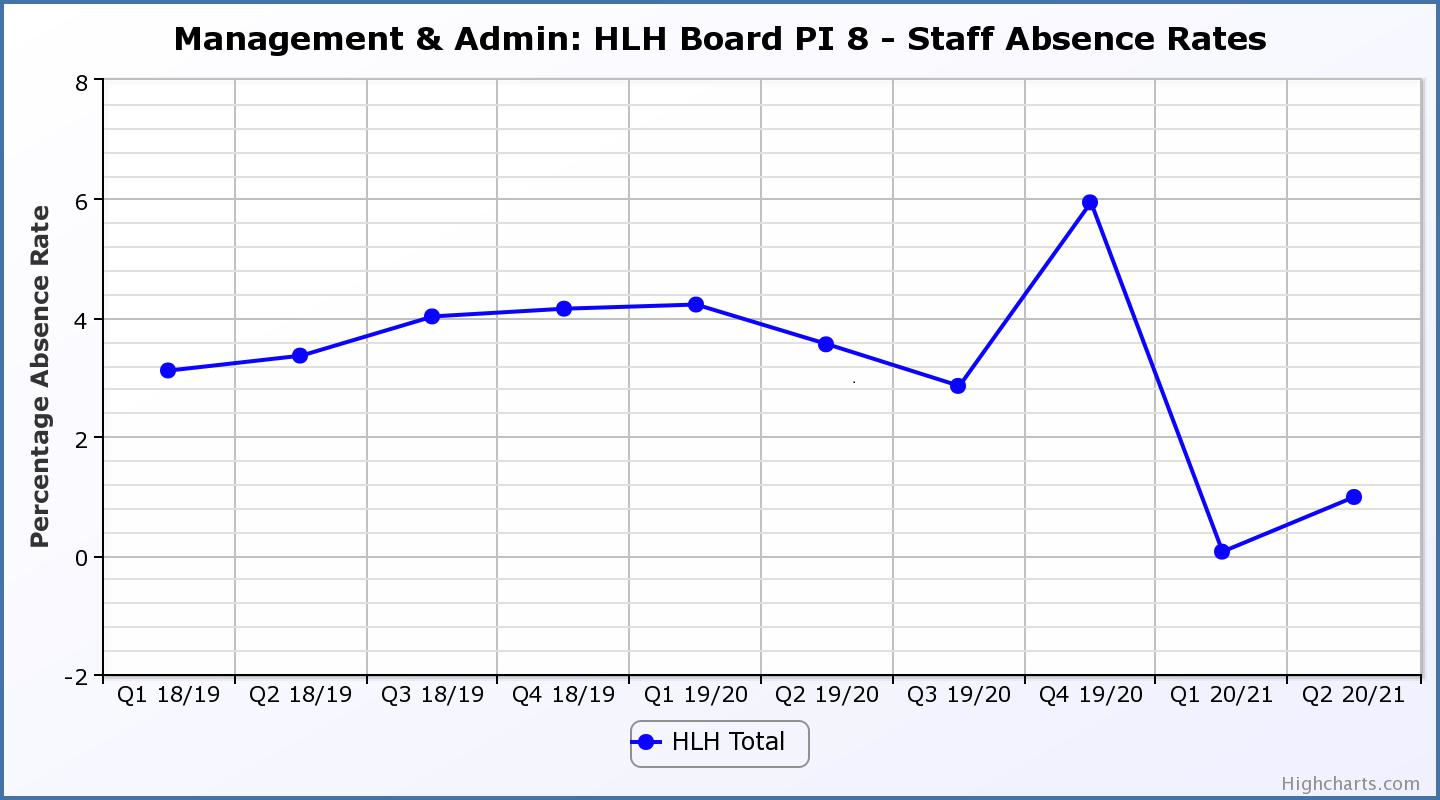 Management & Admin: HLH Board PI 8 - Staff Absence Rates
Percentage Absence Rate
8
6
4
2
0
-2
Q1 18/19 Q2 18/19 Q3 18/19 Q4 18/19 Q1 19/20 Q2 19/20 Q3 19/20 Q4 19/20 Q1 20/21 Q2 20/21
HLH Total
Highcharts.com